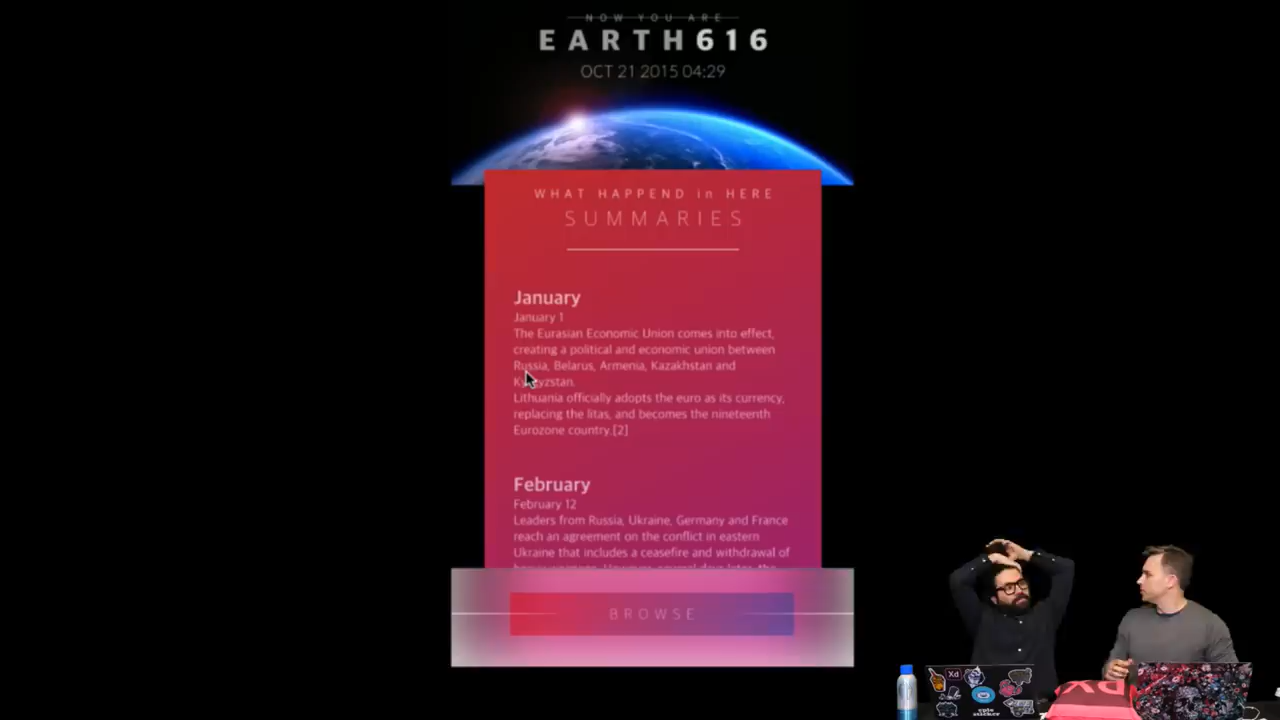 NOW YOU ARE
EARTH616
OCT 21 2015 04:29
WHAT HAPPEND in HERE
SUMMARIES
January
January 1
The Eurasian Economic Union comes into effect,
creating a political and economic union between
Russia, Belarus, Armenia, Kazakhstan and
Lithuania officially adopts the euro as its currency,
replacing the litas, and becomes the nineteenth
Eurozone country.[2]
February
February 12
Leaders from Russia, Ukraine, Germany and France
reach an agreement on the conflict in eastern
Ukraine that includes a ceasefire and withdrawal of
BROWSE
Xd